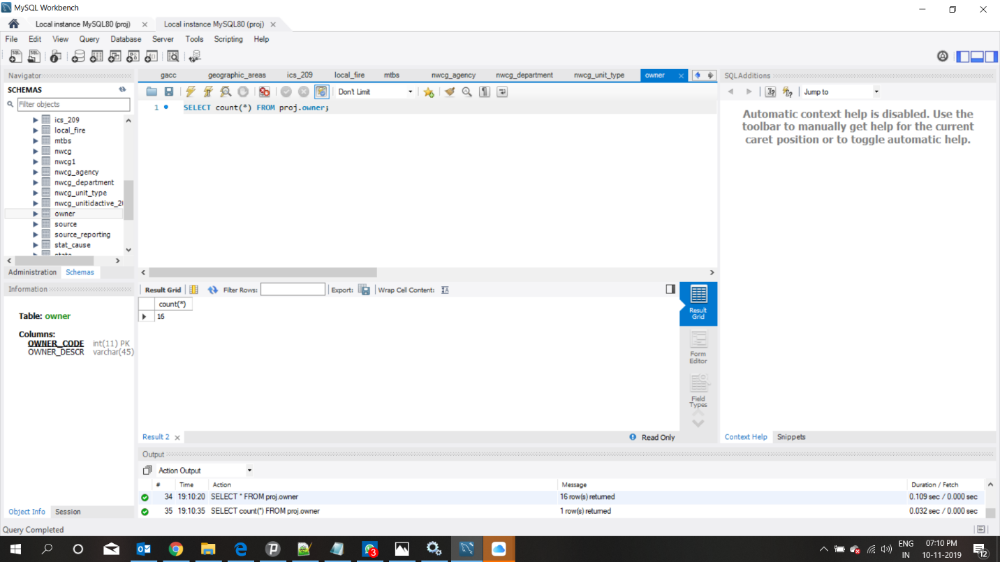 MySQL Workbench
Local instance MySQL80 (proj)
Local instance MySQL80 (proj)
File Edit View Query Database Server Tools Scripting Help
Navigator
SCHEMAS
Filter objects
ics_209
local_fire
mtbs
nwcg
nwcg1
nwcg_agency
nwcg_department
nwcg_unit_type
nwcg_unitidactive_2
owner
source
source_reporting
stat_cause
state
Administration Schemas
Information
Table: owner
Columns:
OWNER_CODE int(11) PK
OWNER_DESCR varchar(45)
Object Info Session
gacc geographic_areas ics_209 local_fire mtbs nwcg_agency nwcg_department nwcg_unit_type owner
Don't Limit
1 SELECT count(*) FROM proj.owner;
Result Grid Filter Rows: Export: Wrap Cell Content:
count(*)
16
Result Grid
Form Editor
Field Types
Result 2 Read Only
SQLAdditions
Jump to
Automatic context help is disabled. Use the
toolbar to manually get help for the current
caret position or to toggle automatic help.
Context Help Snippets
Output
Action Output
# Time Action Message Duration / Fetch
34 19:10:20 SELECT * FROM proj.owner 16 row(s) returned 0.109 sec / 0.000 sec
35 19:10:35 SELECT count(*) FROM proj.owner 1 row(s) returned 0.032 sec / 0.000 sec
Query Completed
3
ENG
IN
07:10 PM
10-11-2019
12